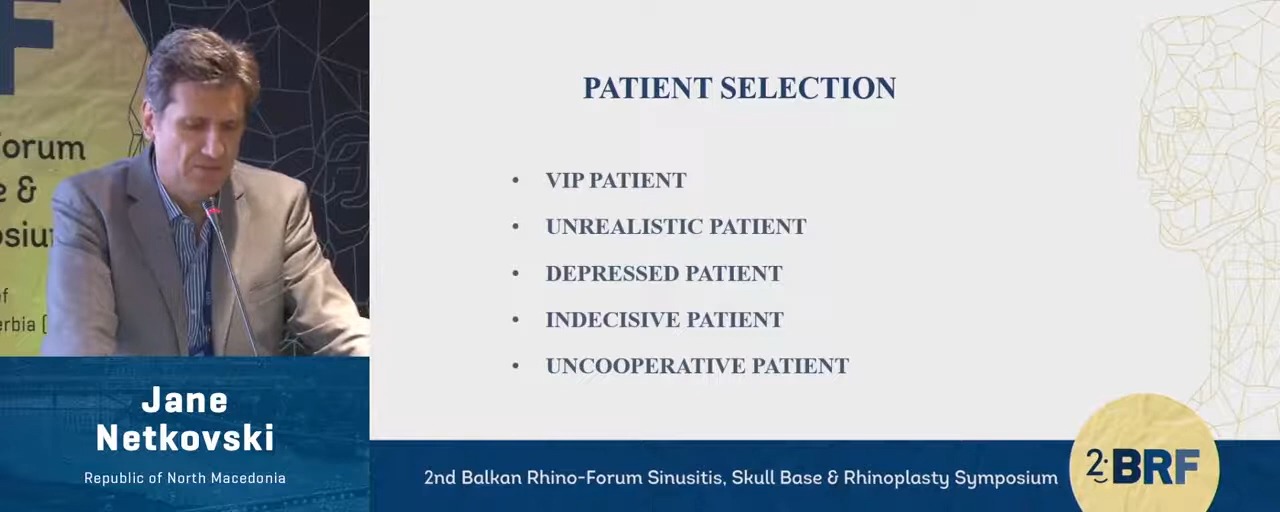 orum
e &
PATIENT SELECTION
• VIP PATIENT
• UNREALISTIC PATIENT
• DEPRESSED PATIENT
• INDECISIVE PATIENT
• UNCOOPERATIVE PATIENT
Jane
Netkovski
Republic of North Macedonia
2nd Balkan Rhino-Forum Sinusitis, Skull Base & Rhinoplasty Symposium
2. BRF